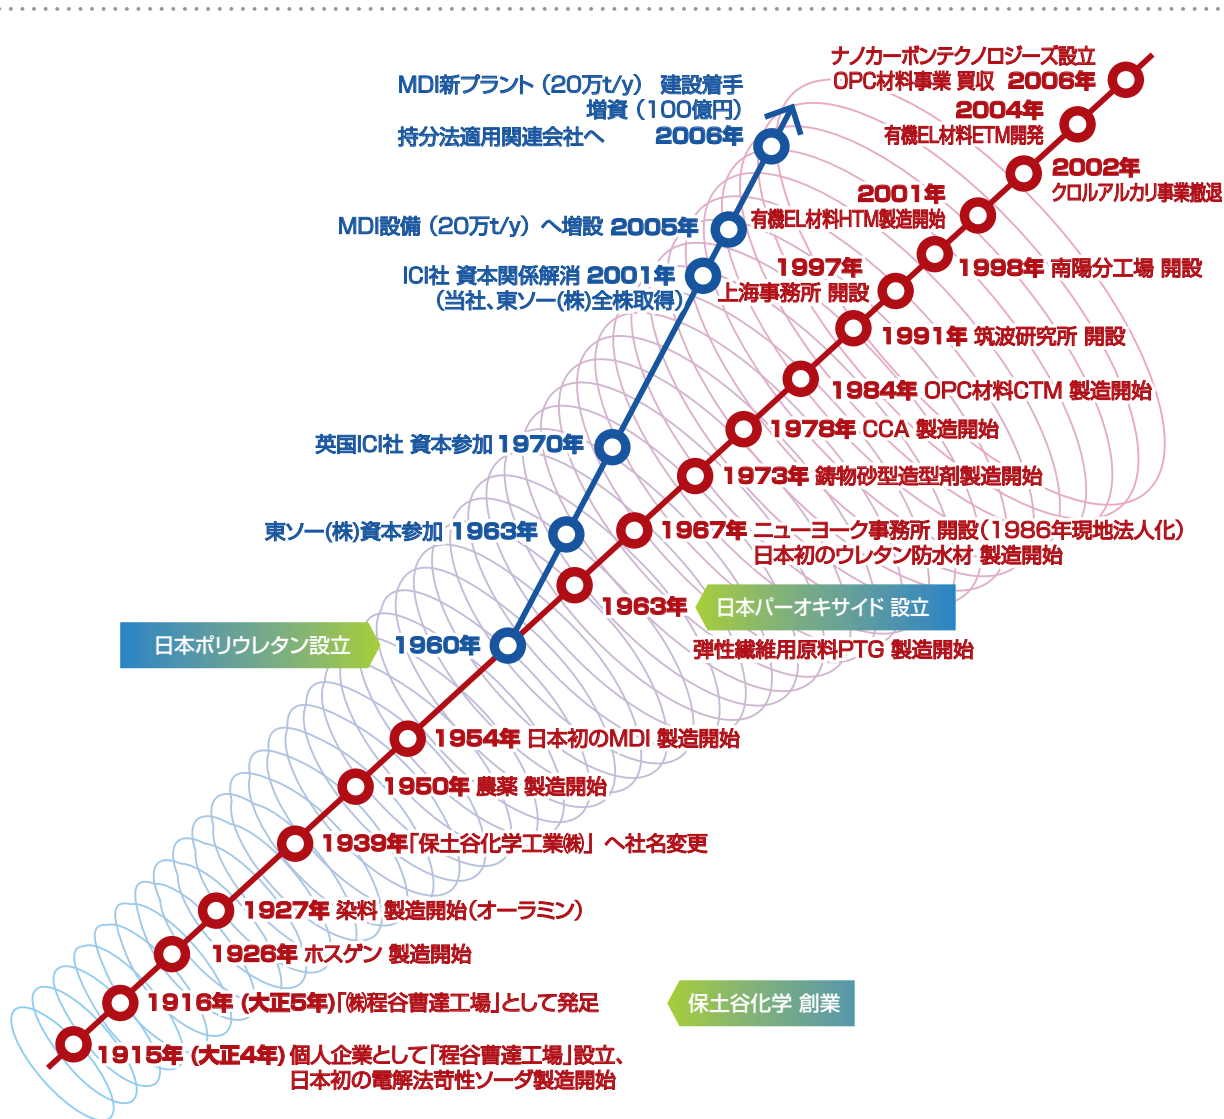 ナノカーボンテクノロジーズ設立
OPC材料事業 買収 2006年
MDI新プラント（20万t/y） 建設着手
増資（100億円）
持分法適用関連会社へ 2006年
2004年
有機EL材料ETM開発
2002年
クロルアルカリ事業撤退
2001年
有機EL材料HTM製造開始
MDI設備（20万t/y）へ増設 2005年
1998年 南陽分工場 開設
1997年
上海事務所 開設
ICI社 資本関係解消 2001年
（当社、東ソー(株)全株取得）
1991年 筑波研究所 開設
1984年 OPC材料CTM 製造開始
1978年 CCA 製造開始
英国ICI社 資本参加 1970年
1973年 鋳物砂型造型剤製造開始
東ソー(株)資本参加 1963年
1967年 ニューヨーク事務所 開設（1986年現地法人化）
日本初のウレタン防水材 製造開始
1963年 日本パーオキサイド 設立
弾性繊維用原料PTG 製造開始
日本ポリウレタン設立 1960年
1954年 日本初のMDI 製造開始
1950年 農薬 製造開始
1939年「保土谷化学工業㈱」へ社名変更
1927年 染料 製造開始（オーラミン）
1926年 ホスゲン 製造開始
1916年 (大正5年)「㈱程谷曹達工場」として発足
保土谷化学 創業
1915年 (大正4年) 個人企業として「程谷曹達工場」設立、
日本初の電解法苛性ソーダ製造開始